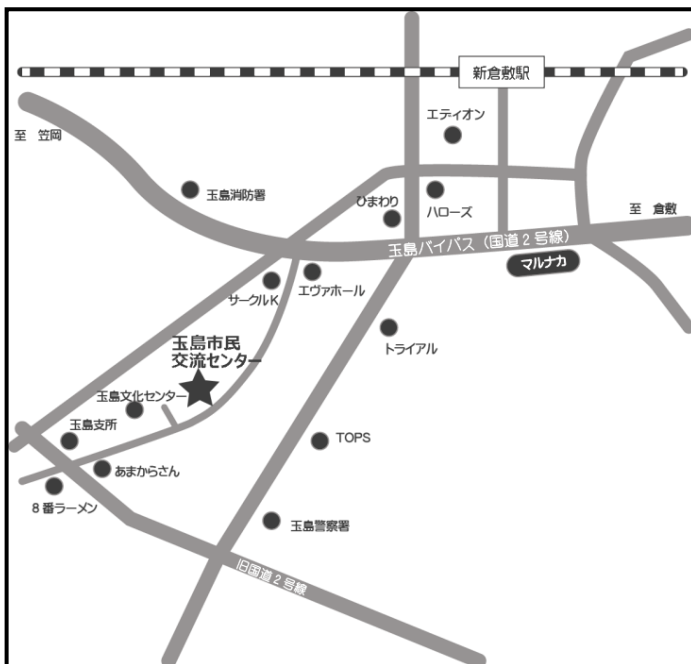 新倉敷駅
エディオン
至 笠岡
玉島消防署
ひまわり
ハローズ
至 倉敷
玉島バイパス（国道２号線）
マルナカ
サークルK
エヴァホール
トライアル
玉島市民
交流センター
玉島文化センター
玉島支所
あまからさん
８番ラーメン
TOPS
玉島警察署
旧国道２号線